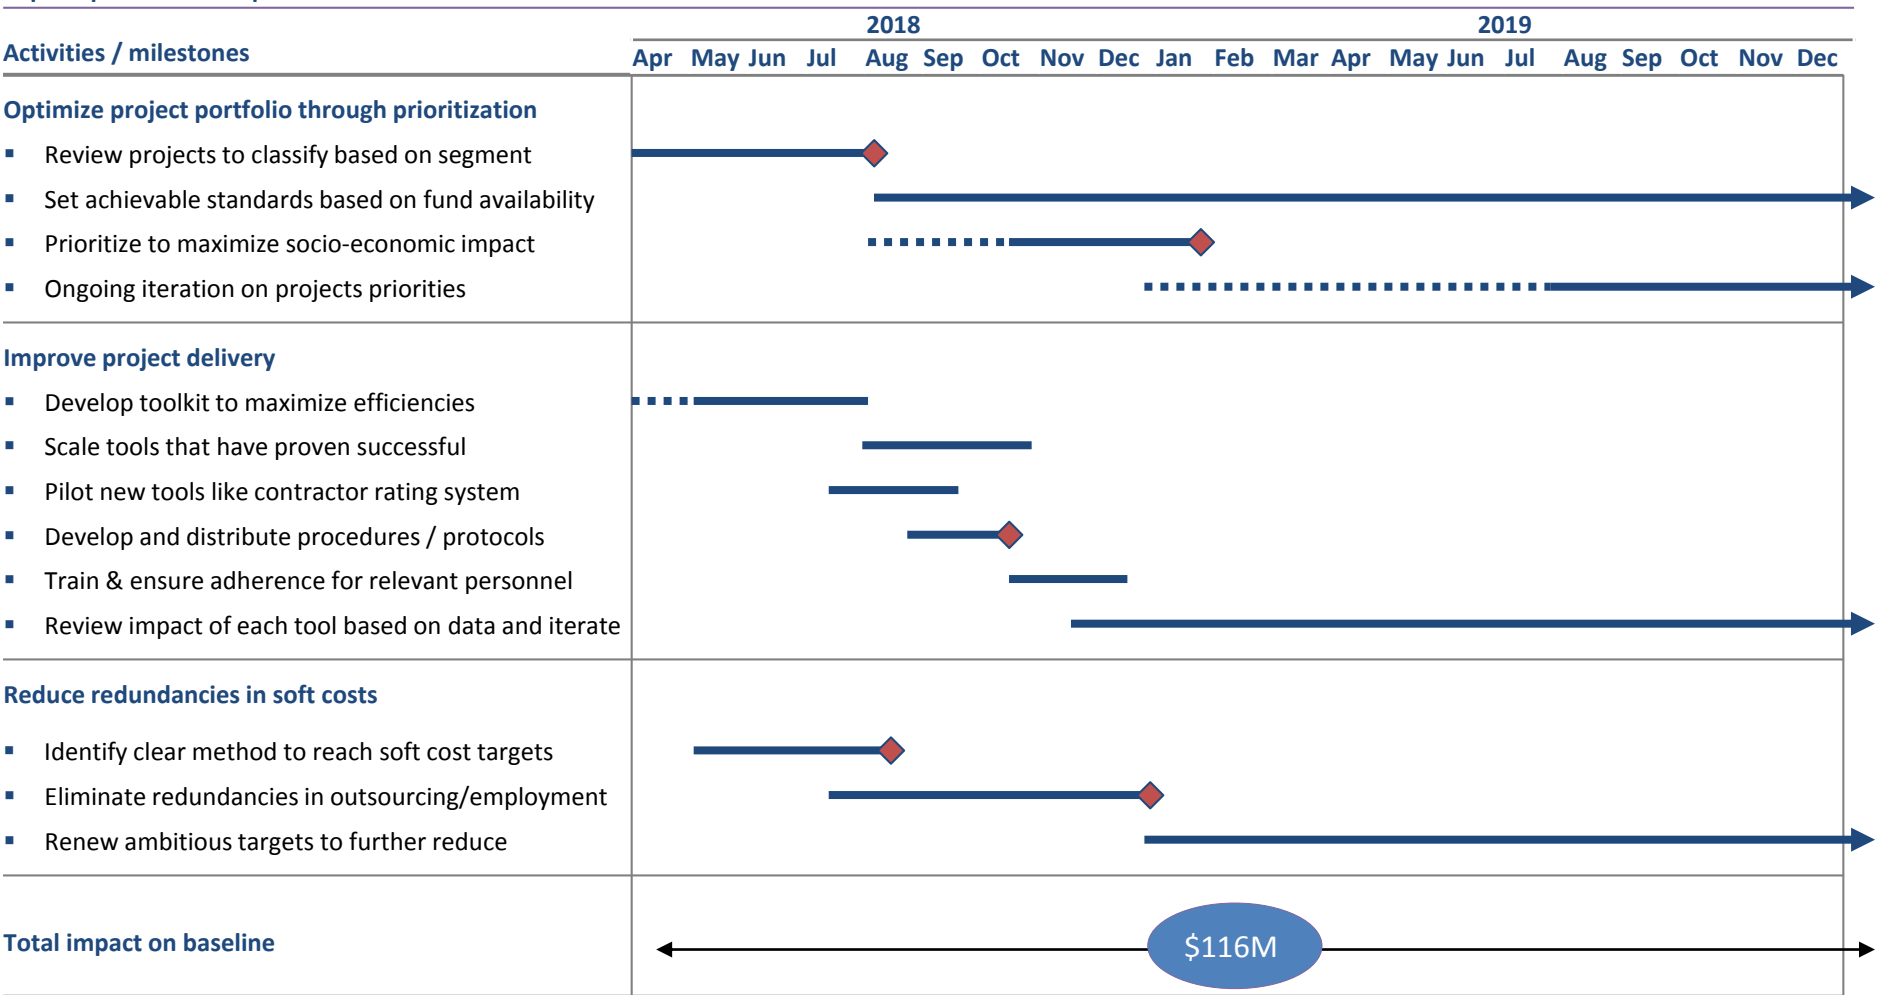 2018 2019
Activities / milestones Apr May Jun Jul Aug Sep Oct Nov Dec Jan Feb Mar Apr May Jun Jul Aug Sep Oct Nov Dec
Optimize project portfolio through prioritization
▪ Review projects to classify based on segment
▪ Set achievable standards based on fund availability
▪ Prioritize to maximize socio-economic impact
▪ Ongoing iteration on projects priorities
Improve project delivery
▪ Develop toolkit to maximize efficiencies
▪ Scale tools that have proven successful
▪ Pilot new tools like contractor rating system
▪ Develop and distribute procedures / protocols
▪ Train & ensure adherence for relevant personnel
▪ Review impact of each tool based on data and iterate
Reduce redundancies in soft costs
▪ Identify clear method to reach soft cost targets
▪ Eliminate redundancies in outsourcing/employment
▪ Renew ambitious targets to further reduce
Total impact on baseline $116M